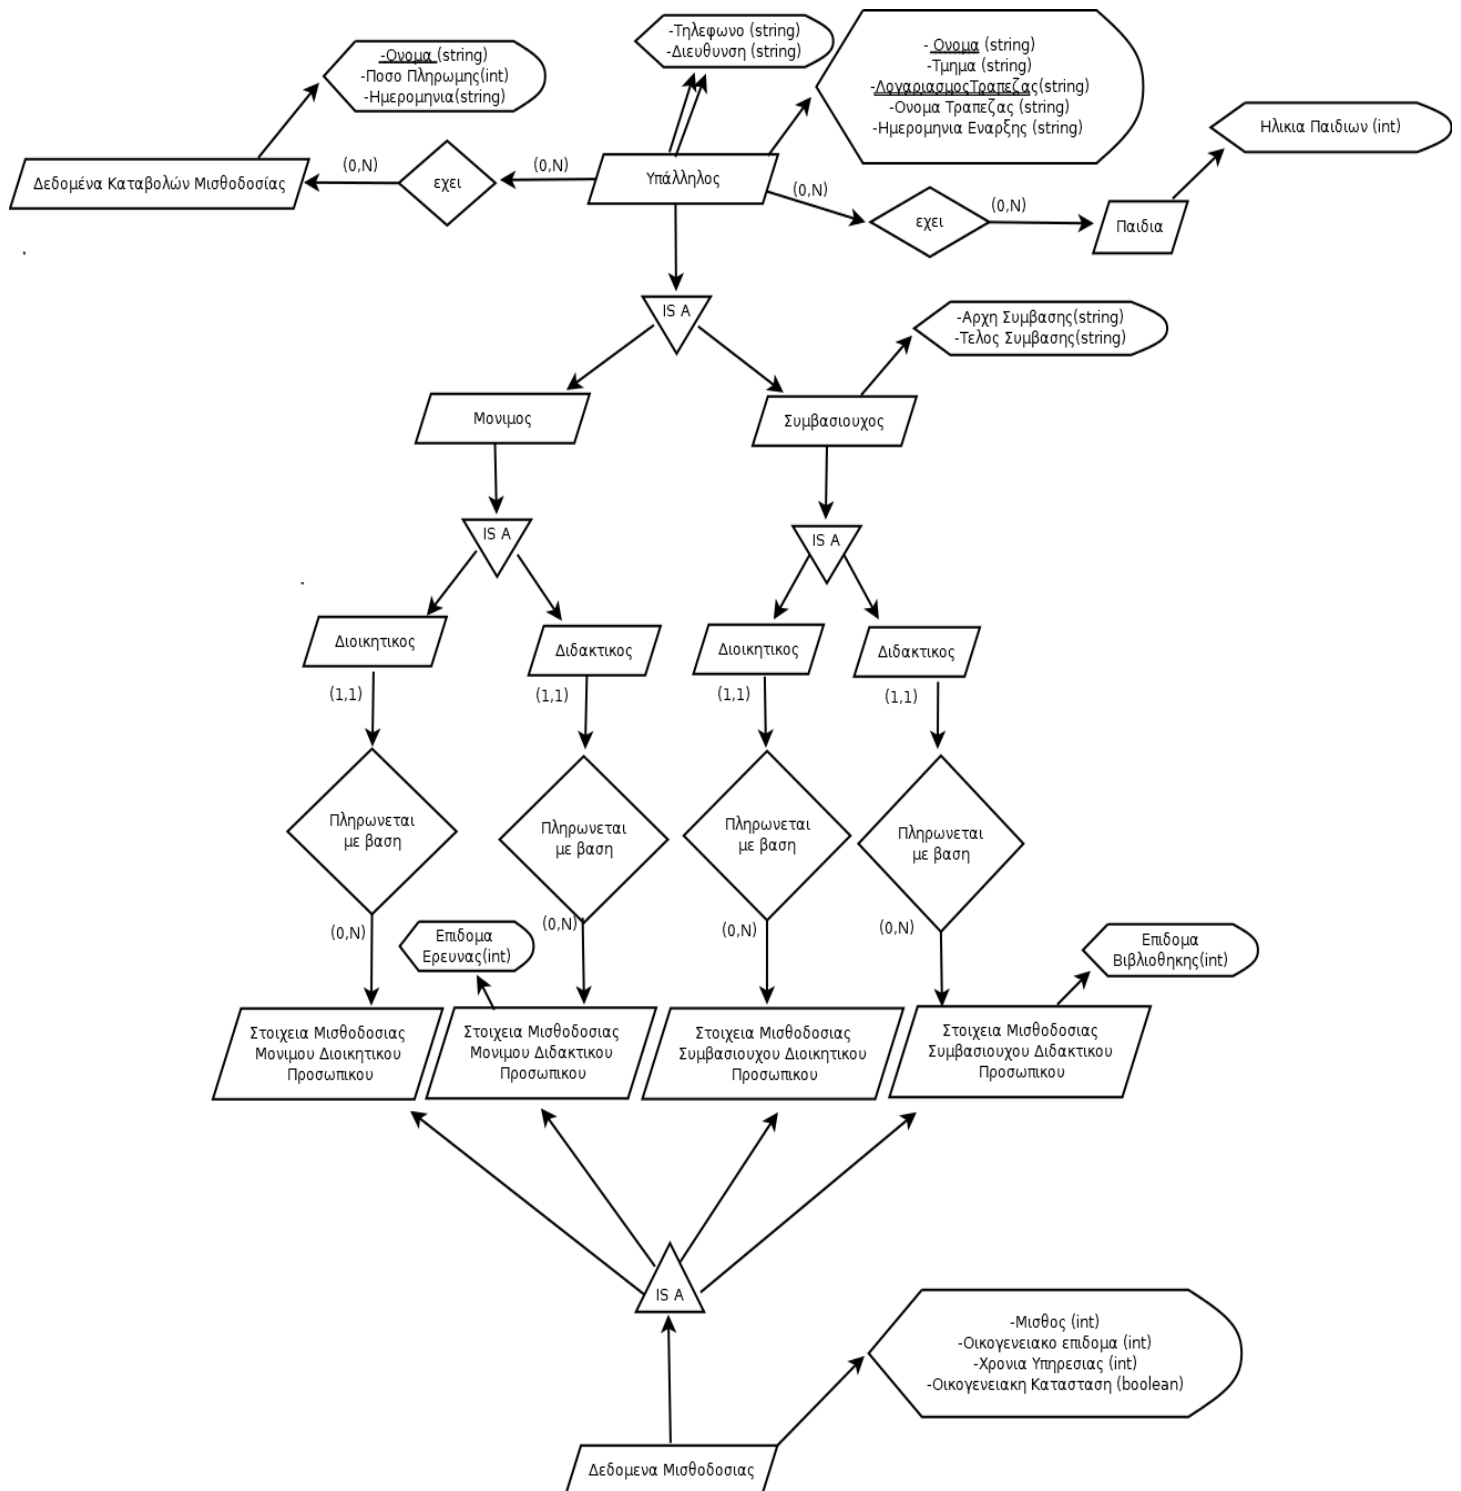 -Τηλεφωνο (string)
-Διευθυνση (string)
- Ονομα (string)
-Τμημα (string)
-ΛογαριασμοςΤραπεζας(string)
-Ονομα Τραπεζας (string)
-Ημερομηνια Εναρξης (string)
-Ονομα (string)
-Ποσο Πληρωμης(int)
-Ημερομηνια(string)
Ηλικια Παιδιων (int)
Δεδομένα Καταβολών Μισθοδοσίας
(0,N)
εχει
(0,N)
Υπάλληλος
(0,N)
εχει
(0,N)
Παιδια
IS A
-Αρχη Συμβασης(string)
-Τελος Συμβασης(string)
Μονιμος
Συμβασιουχος
IS A
IS A
Διοικητικος
Διδακτικος
Διοικητικος
Διδακτικος
(1,1)
(1,1)
(1,1)
(1,1)
Πληρωνεται
με βαση
Πληρωνεται
με βαση
Πληρωνεται
με βαση
Πληρωνεται
με βαση
(0,N)
(0,N)
(0,N)
(0,N)
Επιδομα
Ερευνας(int)
Επιδομα
Βιβλιοθηκης(int)
Στοιχεια Μισθοδοσιας
Μονιμου Διοικητικου
Προσωπικου
Στοιχεια Μισθοδοσιας
Μονιμου Διδακτικου
Προσωπικου
Στοιχεια Μισθοδοσιας
Συμβασιουχου Διοικητικου
Προσωπικου
Στοιχεια Μισθοδοσιας
Συμβασιουχου Διδακτικου
Προσωπικου
IS A
-Μισθος (int)
-Οικογενειακο επιδομα (int)
-Χρονια Υπηρεσιας (int)
-Οικογενειακη Κατασταση (boolean)
Δεδομενα Μισθοδοσιας